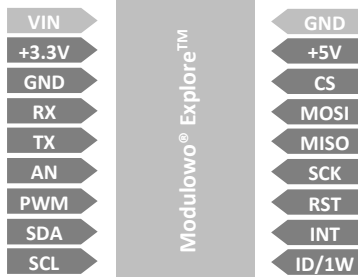 VIN
+3.3V
GND
RX
TX
AN
PWM
SDA
SCL
Modulowo® Explore™
GND
+5V
CS
MOSI
MISO
SCK
RST
INT
ID/1W